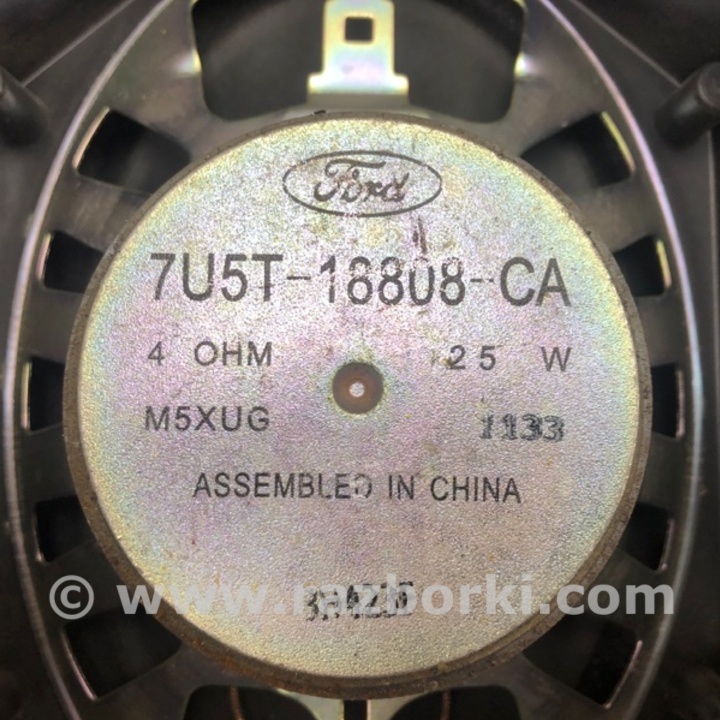 Ford
7U5T-18808-CA
4 OHM 25 W
M5XUG 1133
ASSEMBLED IN CHINA
© www.razborki.com